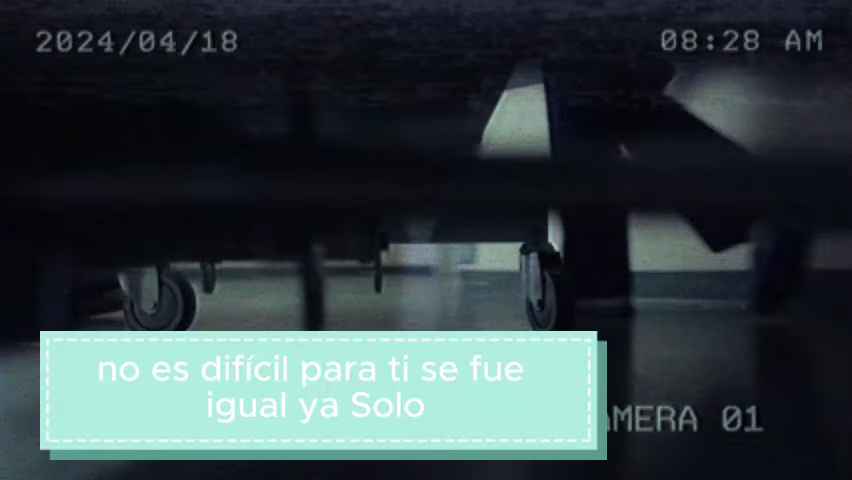 2024/04/18
08:28 AM
no es difícil para ti se fue
igual ya Solo
AMERA 01